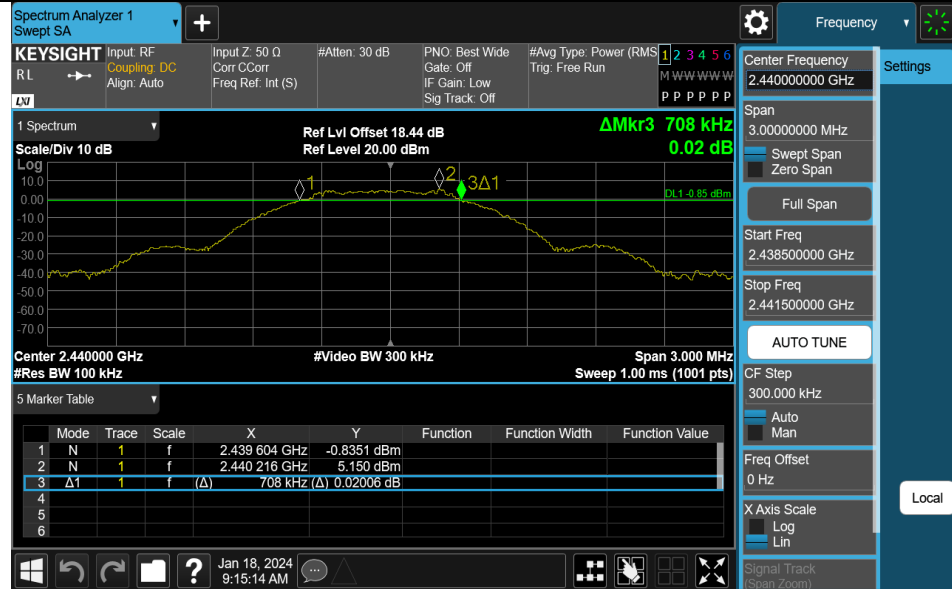 Spectrum Analyzer 1
Swept SA
+
Frequency
KEYSIGHT
RL
LXI
Input: RF
Coupling: DC
Align: Auto
Input Z: 50 Ω
Corr CCorr
Freq Ref: Int (S)
#Atten: 30 dB
PNO: Best Wide
Gate: Off
IF Gain: Low
Sig Track: Off
#Avg Type: Power (RMS
Trig: Free Run
1 2 3 4 5 6
M W W W W W
P P P P P P
1 Spectrum
Scale/Div 10 dB
Ref Lvl Offset 18.44 dB
Ref Level 20.00 dBm
ΔMkr3 708 kHz
0.02 dB
Log
10.0
0.00
-10.0
-20.0
-30.0
-40.0
-50.0
-60.0
-70.0
1
2
3Δ1
DL1 -0.85 dBm
Center 2.440000 GHz
#Res BW 100 kHz
#Video BW 300 kHz
Span 3.000 MHz
Sweep 1.00 ms (1001 pts)
5 Marker Table
Mode Trace Scale X Y Function Function Width Function Value
1 N 1 f 2.439 604 GHz -0.8351 dBm
2 N 1 f 2.440 216 GHz 5.150 dBm
3 Δ1 1 f (Δ) 708 kHz (Δ) 0.02006 dB
4
5
6
?
Jan 18, 2024
9:15:14 AM
Settings
Center Frequency
2.440000000 GHz
Span
3.00000000 MHz
Swept Span
Zero Span
Full Span
Start Freq
2.438500000 GHz
Stop Freq
2.441500000 GHz
AUTO TUNE
CF Step
300.000 kHz
Auto
Man
Freq Offset
0 Hz
X Axis Scale
Log
Lin
Signal Track
(Span Zoom)
Local